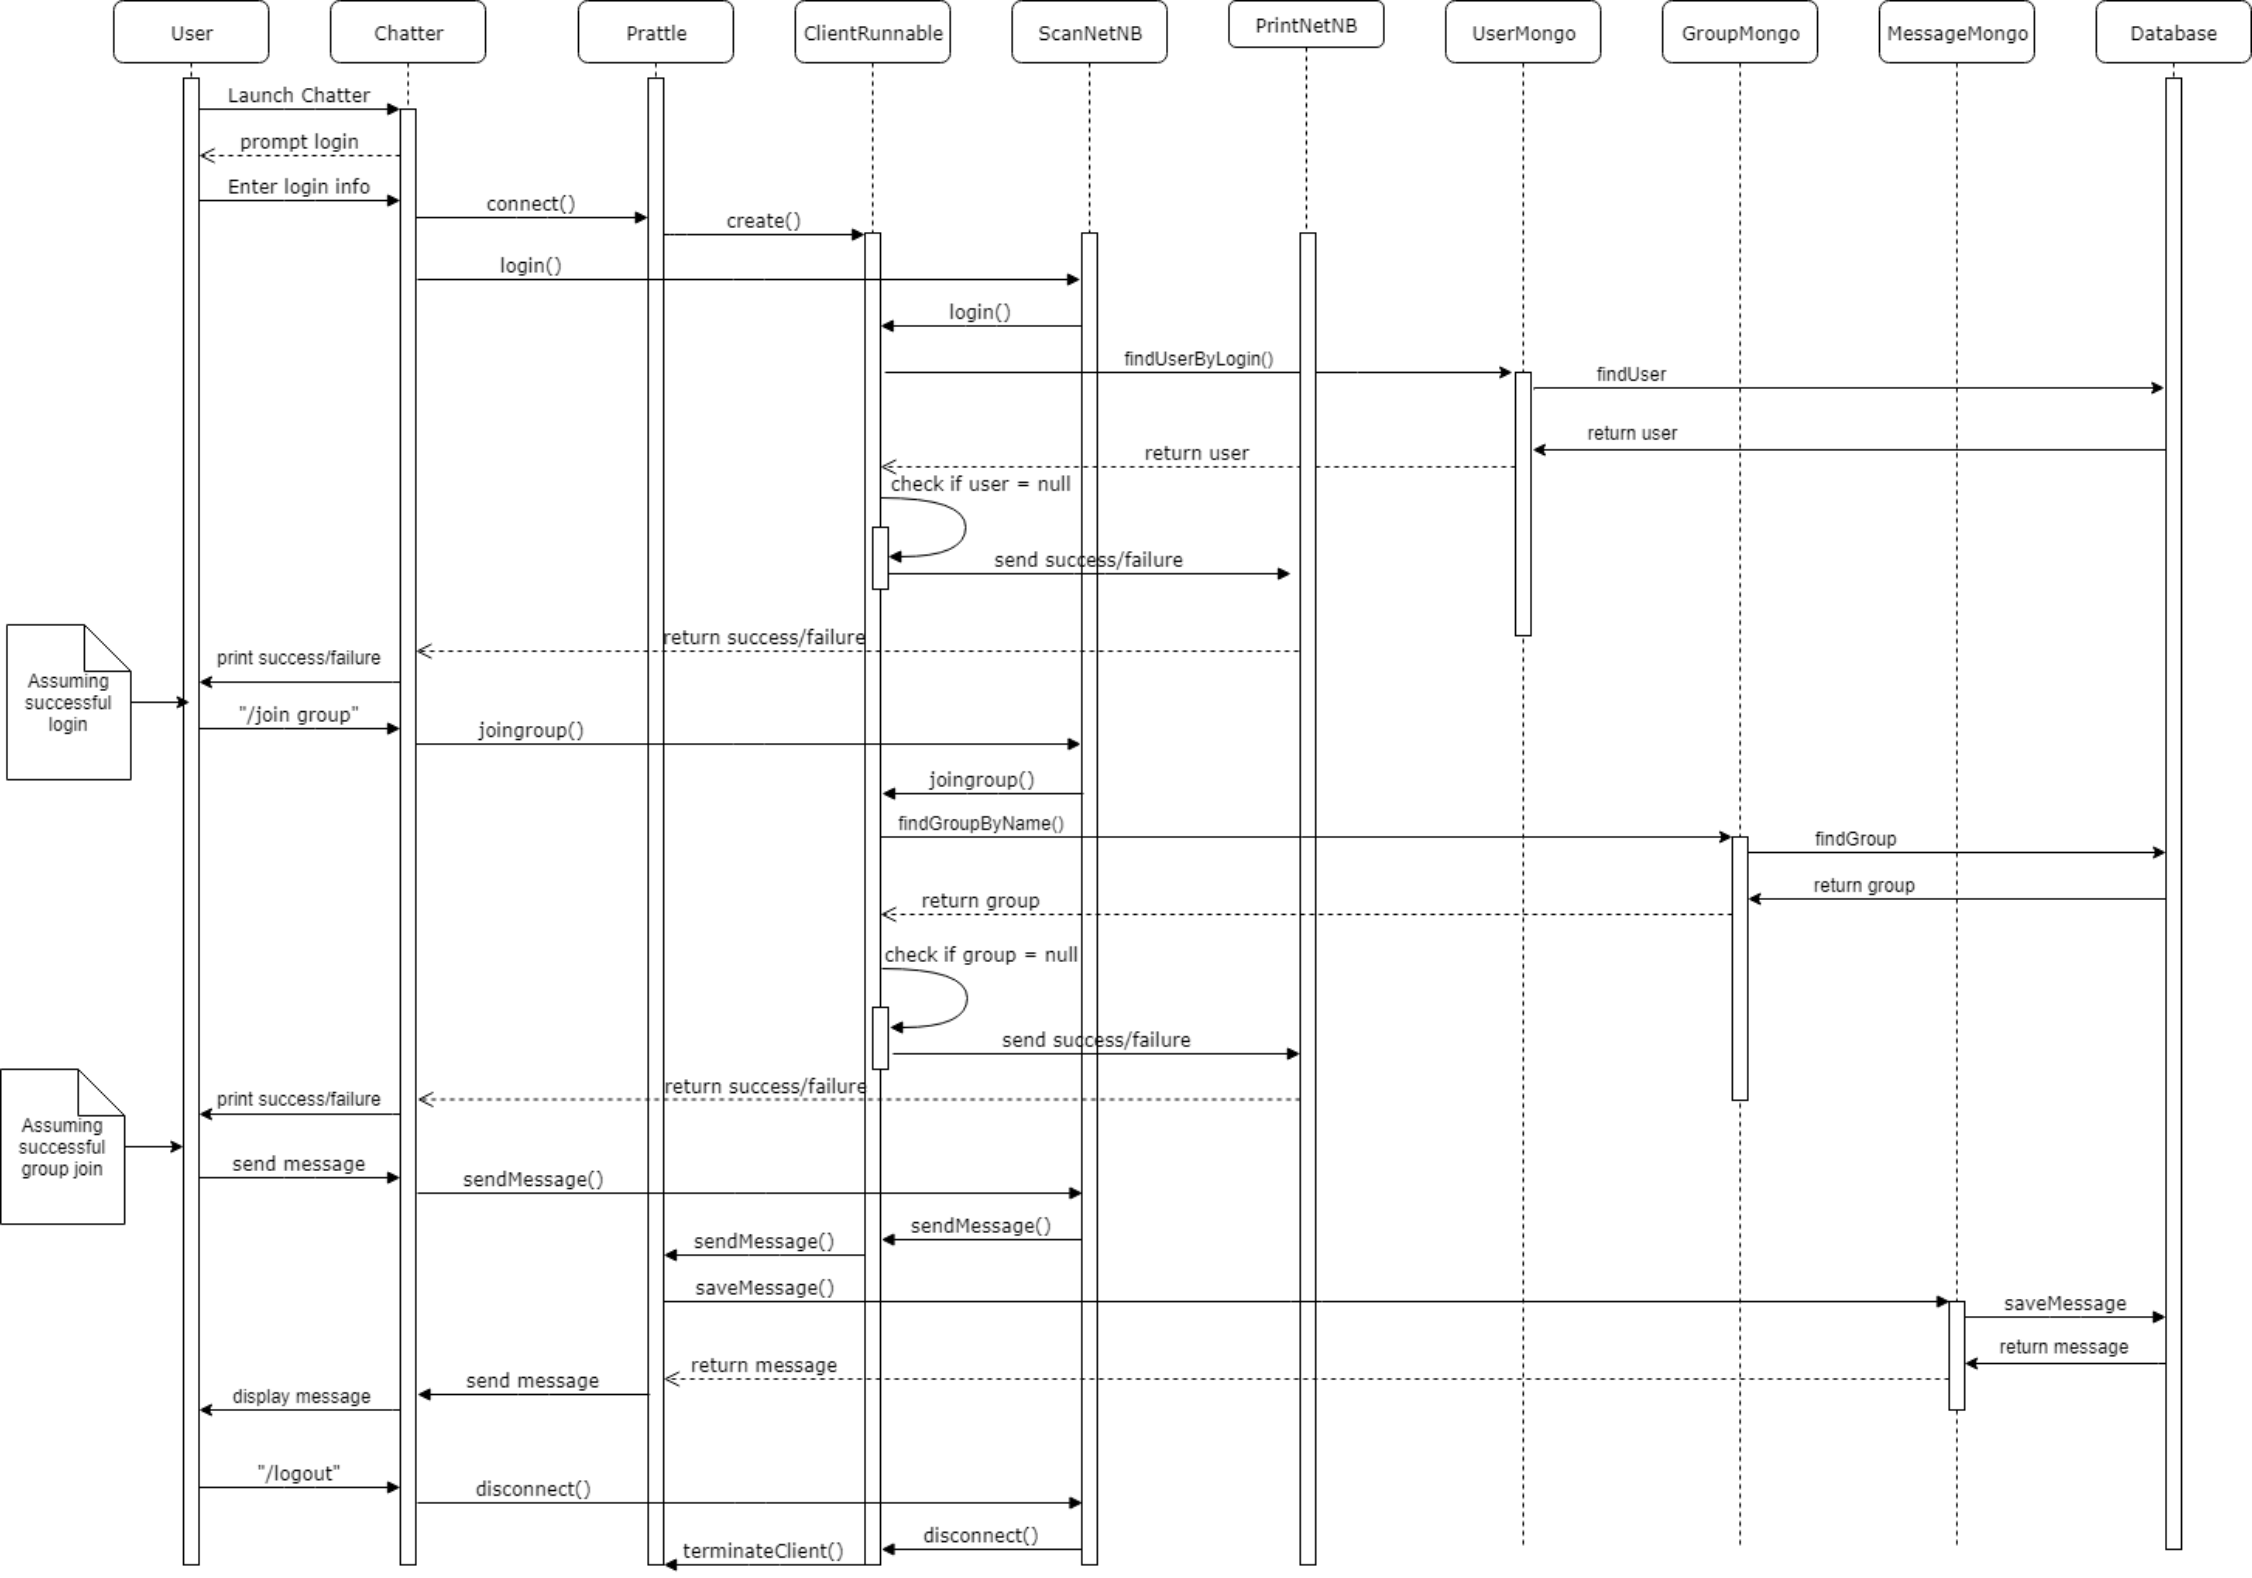 User
Chatter
Prattle
ClientRunnable
ScanNetNB
PrintNetNB
UserMongo
GroupMongo
MessageMongo
Database
Launch Chatter
prompt login
Enter login info
connect()
create()
login()
login()
findUserByLogin()
findUser
return user
return user
check if user = null
send success/failure
return success/failure
print success/failure
Assuming
successful
login
"/join group"
joingroup()
joingroup()
findGroupByName()
findGroup
return group
return group
check if group = null
send success/failure
return success/failure
print success/failure
Assuming
successful
group join
send message
sendMessage()
sendMessage()
sendMessage()
saveMessage()
saveMessage
return message
return message
send message
display message
"/logout"
disconnect()
disconnect()
terminateClient()